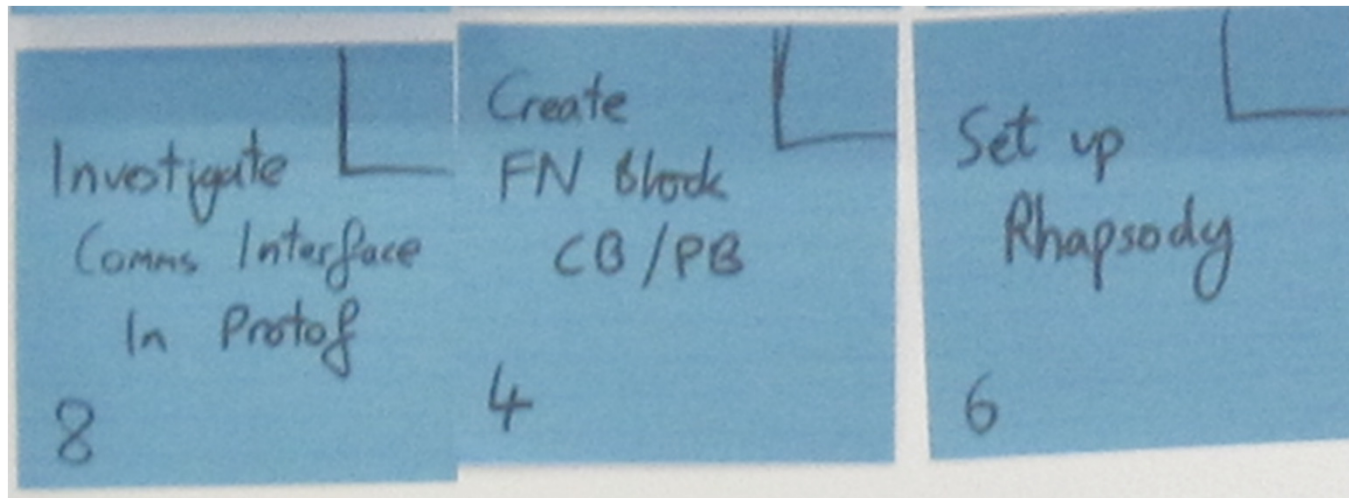 Investigate
Comms Interface
In Protof
8
Create
FN Block
CB/PB
4
Set up
Rhapsody
6